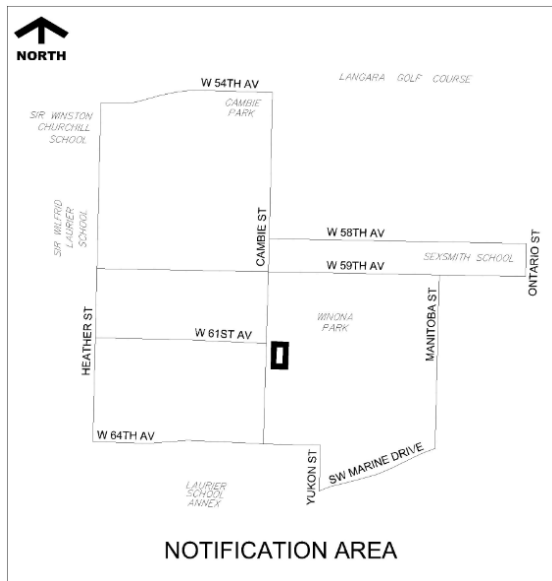 NORTH
W 54TH AV
LANGARA GOLF COURSE
CAMBIE
PARK
SIR WINSTON
CHURCHILL
SCHOOL
SIR WILFRID
LAURIER
SCHOOL
CAMBIE ST
W 58TH AV
SEXSMITH SCHOOL
W 59TH AV
ONTARIO ST
WINONA
PARK
MANITOBA ST
HEATHER ST
W 61ST AV
W 64TH AV
YUKON ST
SW MARINE DRIVE
LAURIER
SCHOOL
ANNEX
NOTIFICATION AREA